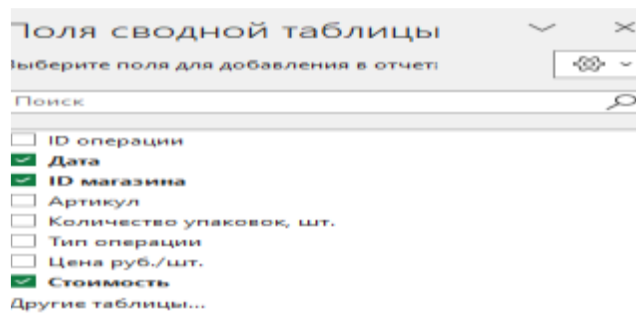 Поля сводной таблицы
Выберите поля для добавления в отчет:
Поиск
ID операции
Дата
ID магазина
Артикул
Количество упаковок, шт.
Тип операции
Цена руб./шт.
Стоимость
Другие таблицы...